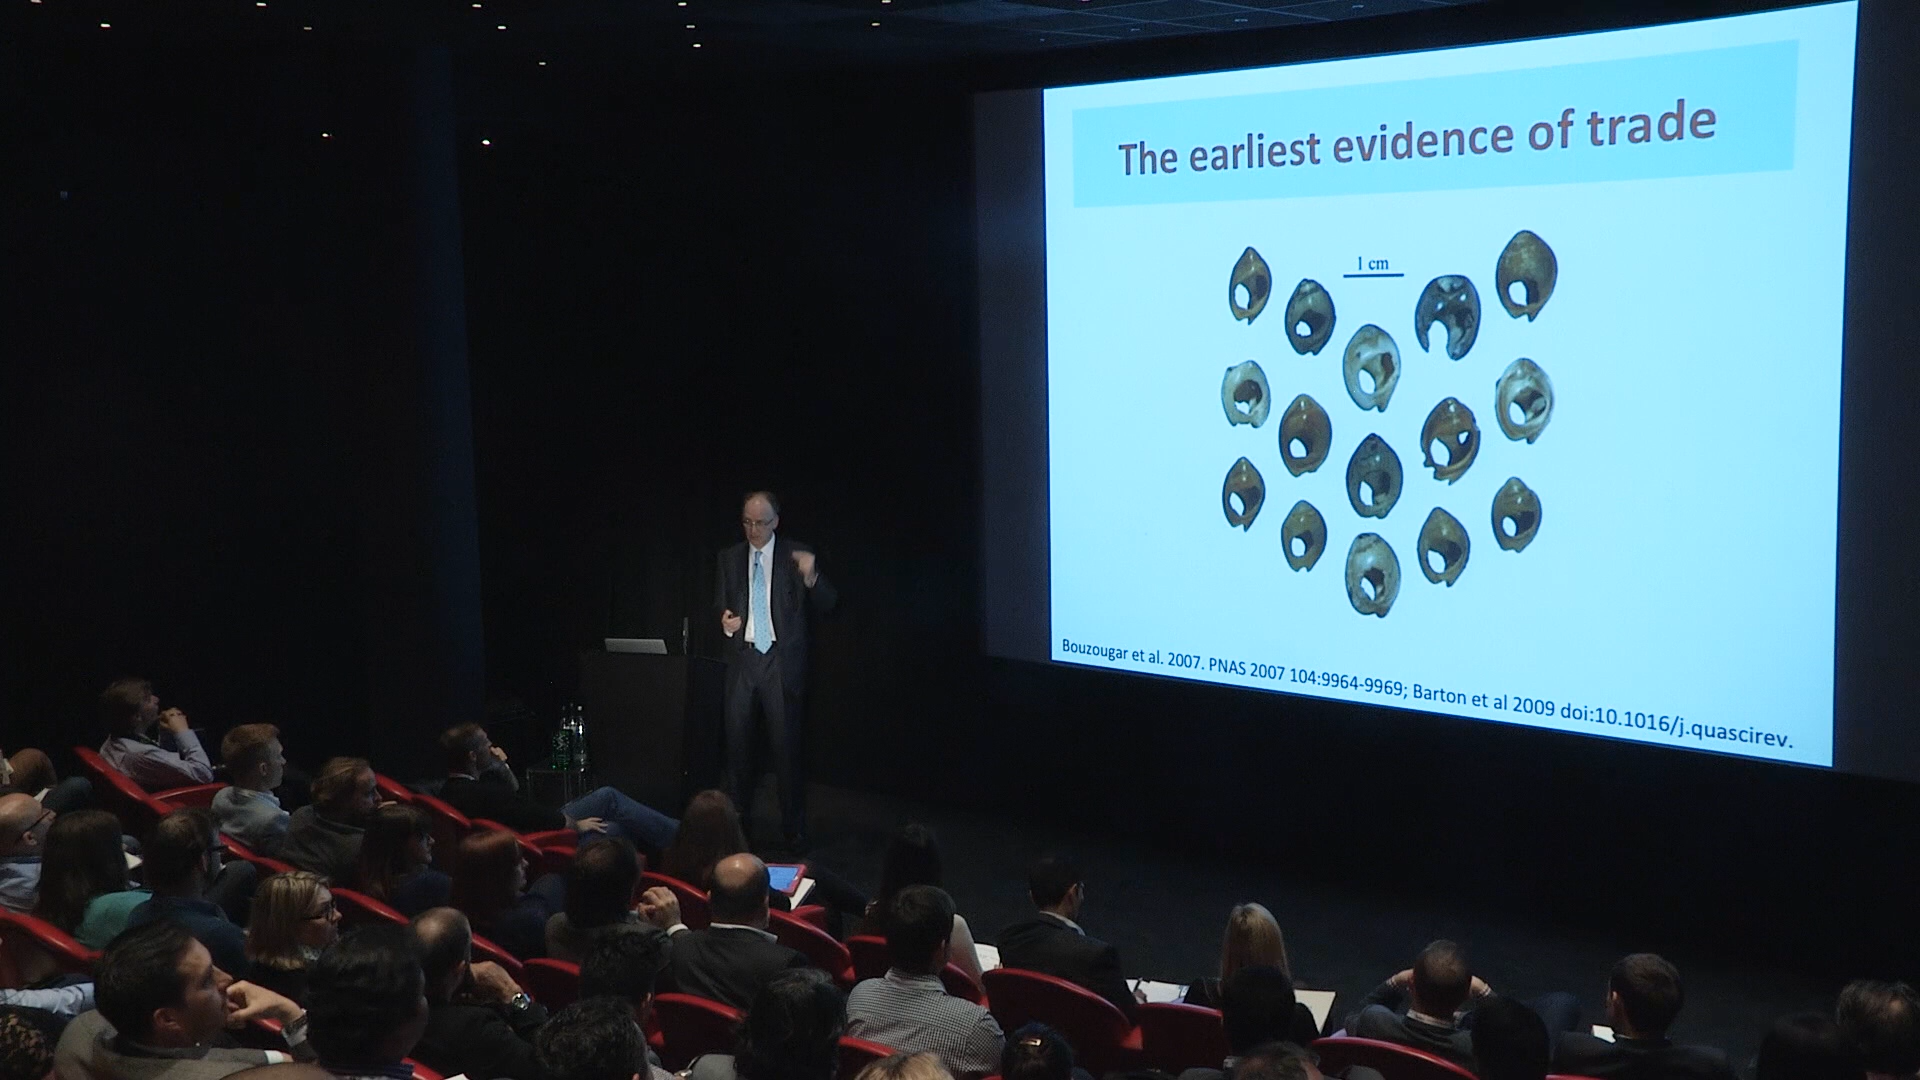 The earliest evidence of trade
1 cm
Bouzougar et al. 2007. PNAS 2007 104:9964-9969; Barton et al 2009 doi:10.1016/j.quascirev.